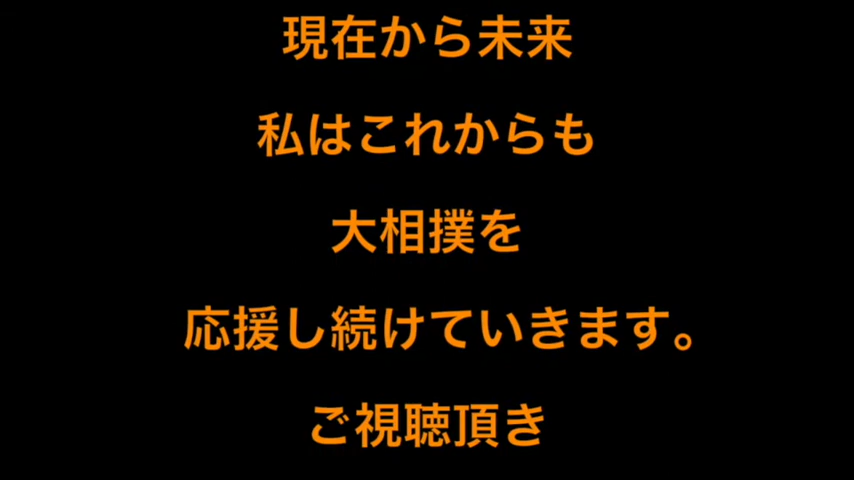 現在から未来
私はこれからも
大相撲を
応援し続けていきます。
ご視聴頂き